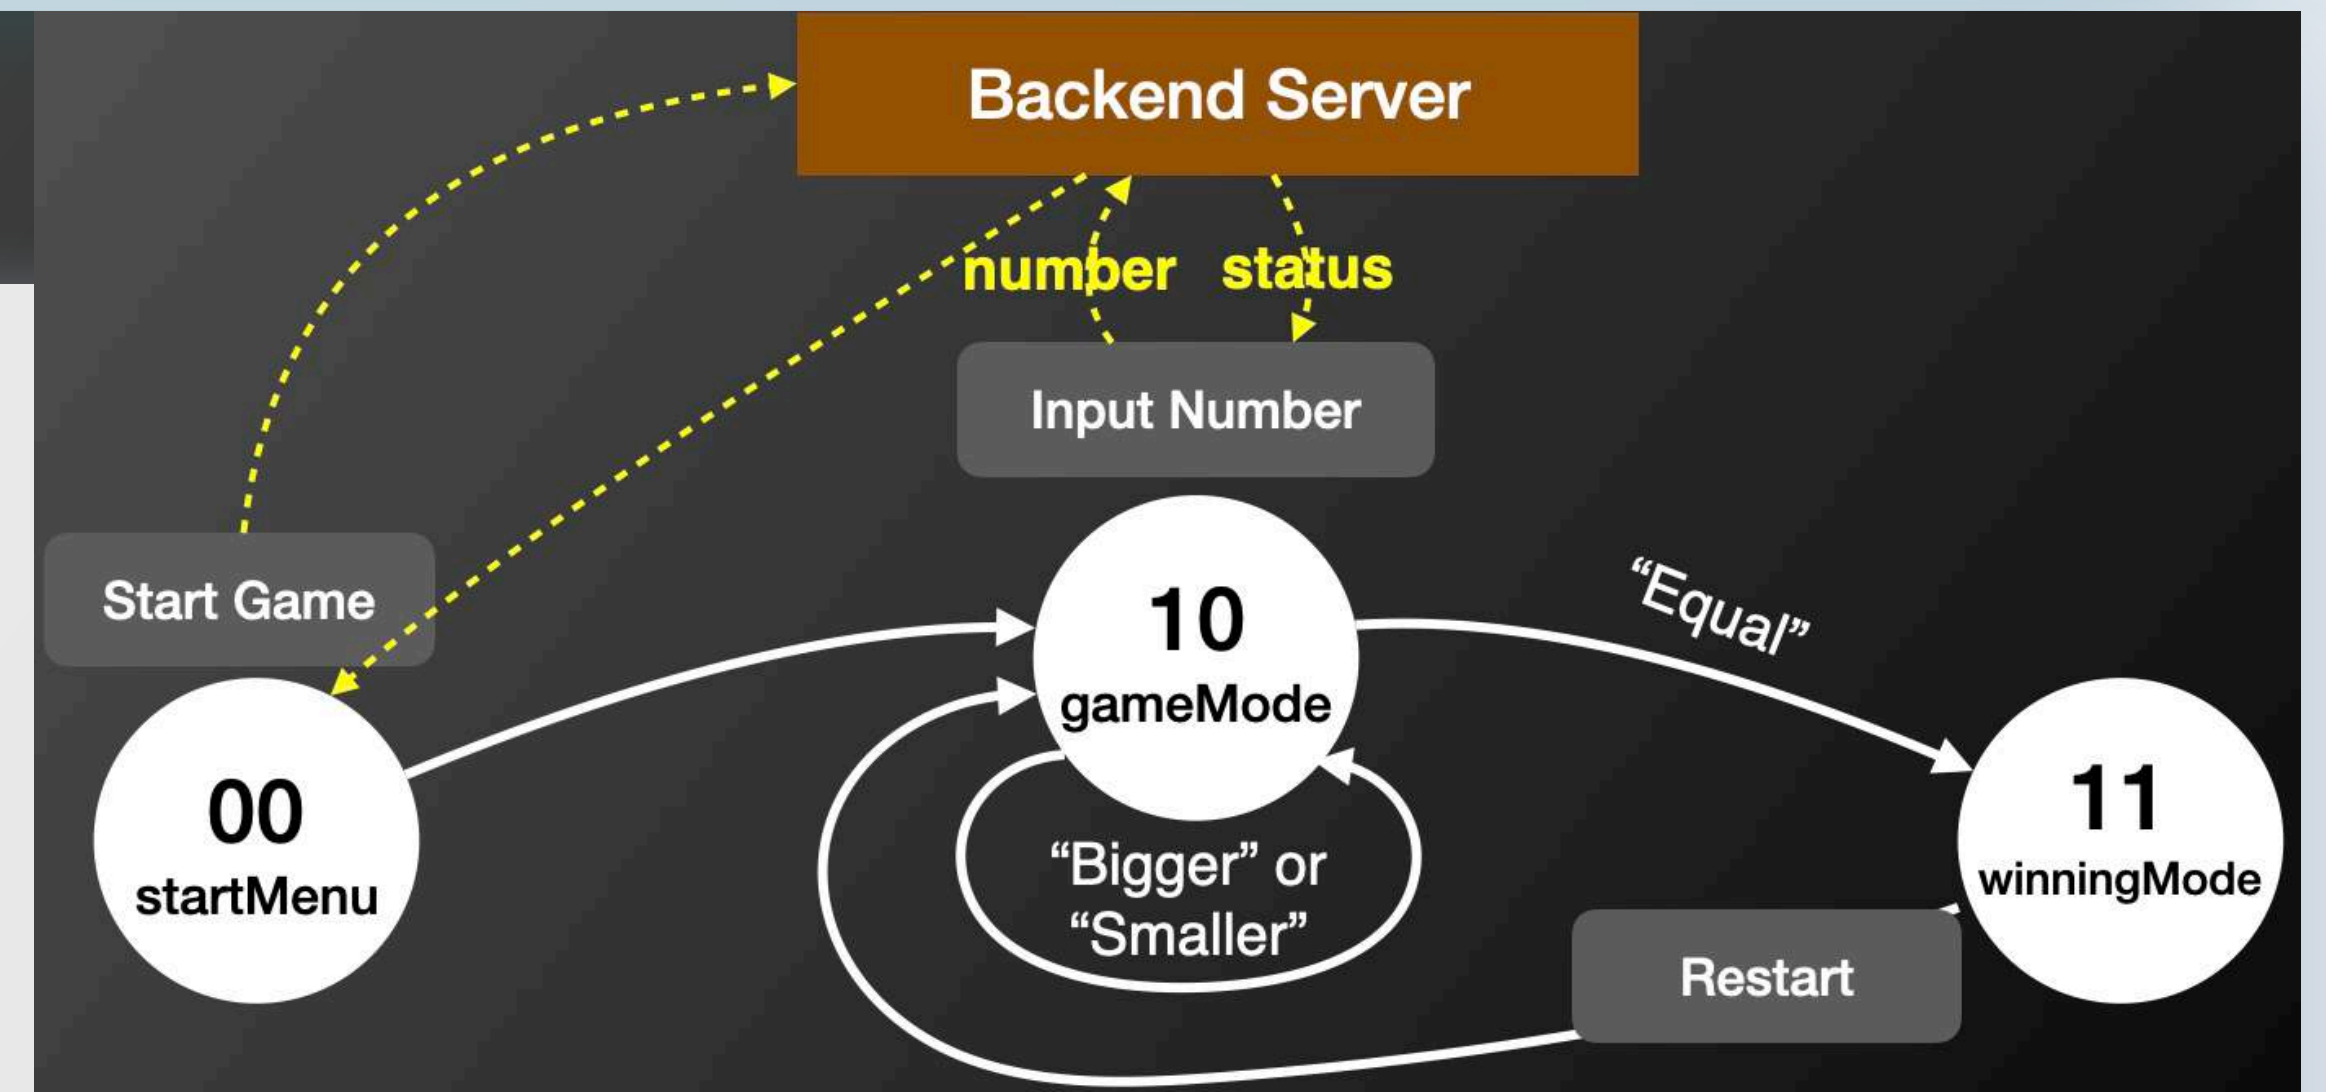 Backend Server
number status
Input Number
Start Game
“Equal”
10
gameMode
00
startMenu
11
winningMode
“Bigger” or
“Smaller”
Restart